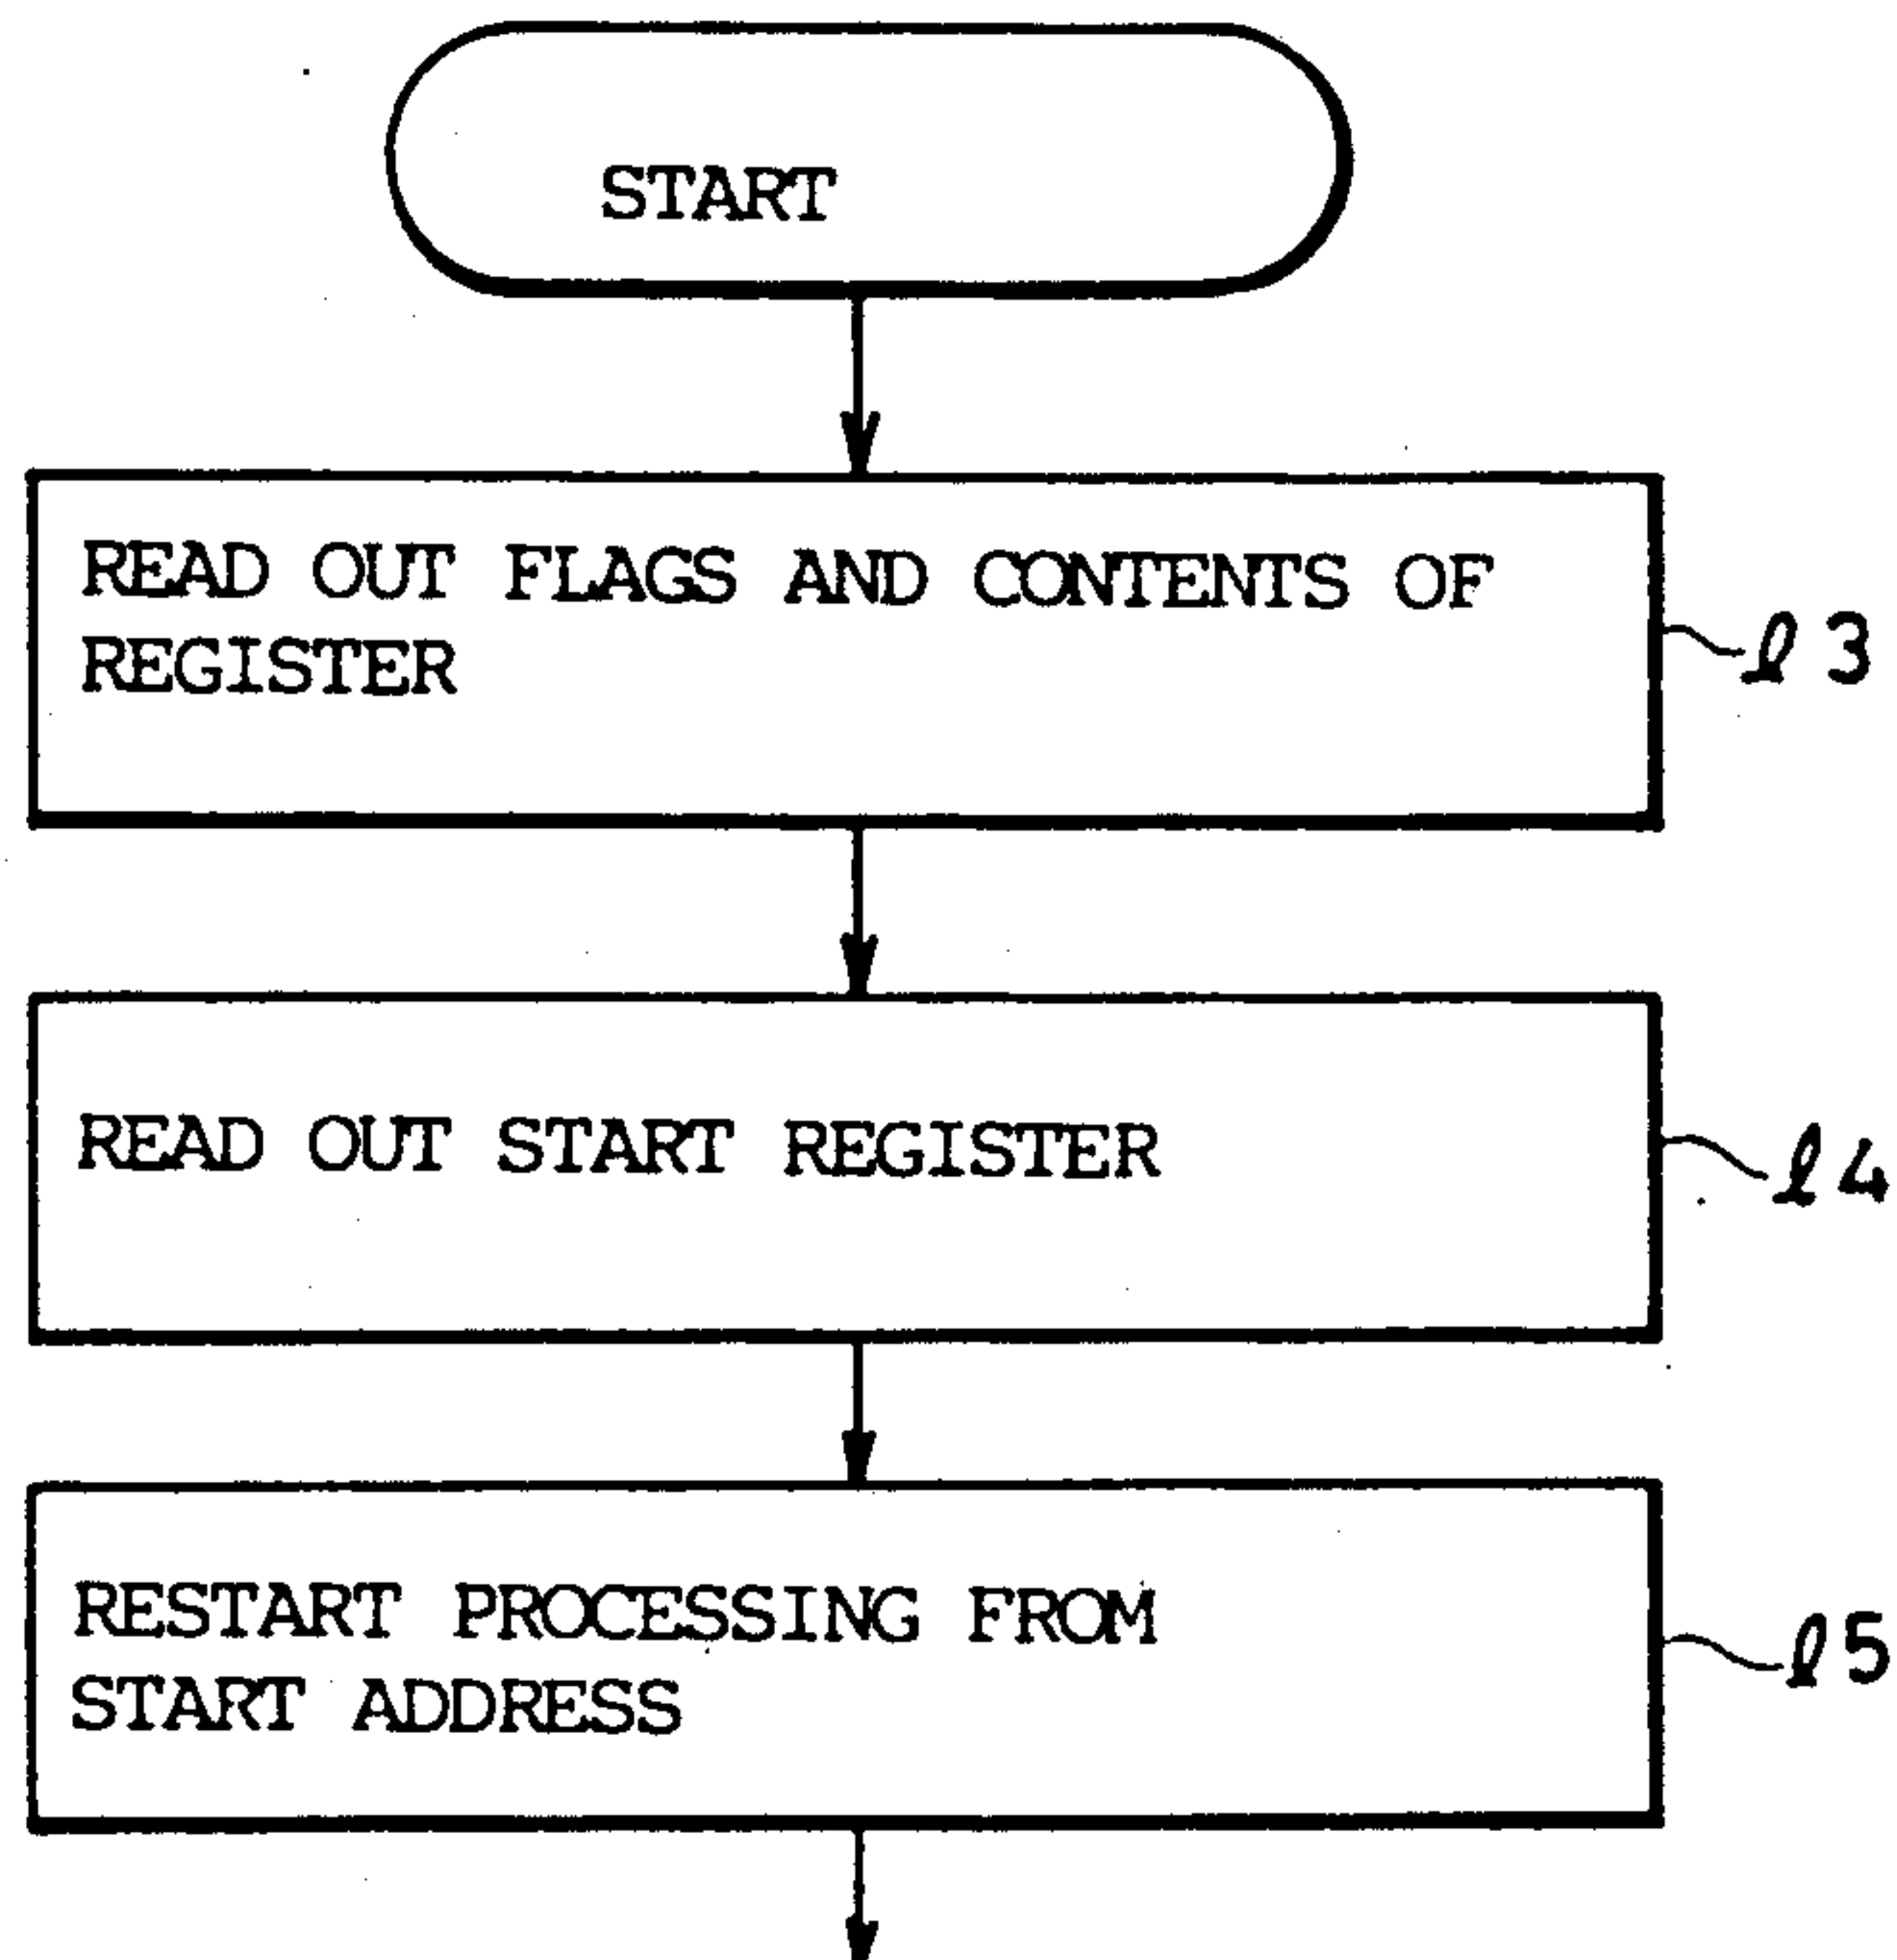 START
READ OUT FLAGS AND CONTENTS OF
REGISTER
ℓ3
READ OUT START REGISTER
ℓ4
RESTART PROCESSING FROM
START ADDRESS
ℓ5